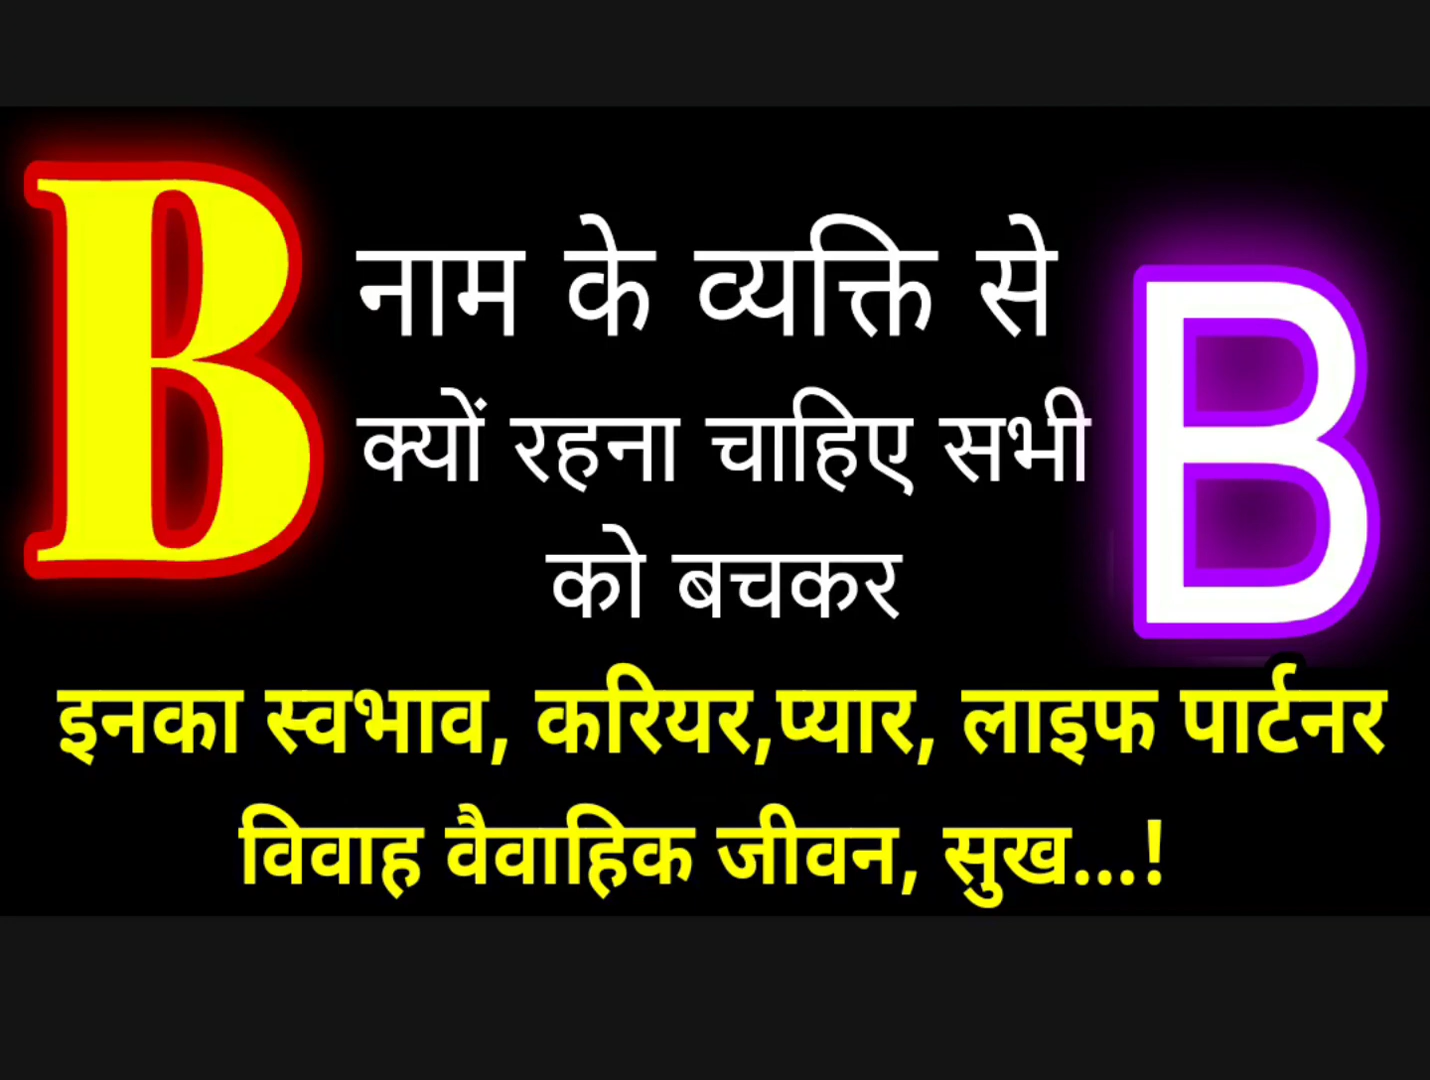 B नाम के व्यक्ति से B
क्यों रहना चाहिए सभी
को बचकर
इनका स्वभाव, करियर,प्यार, लाइफ पार्टनर
विवाह वैवाहिक जीवन, सुख...!